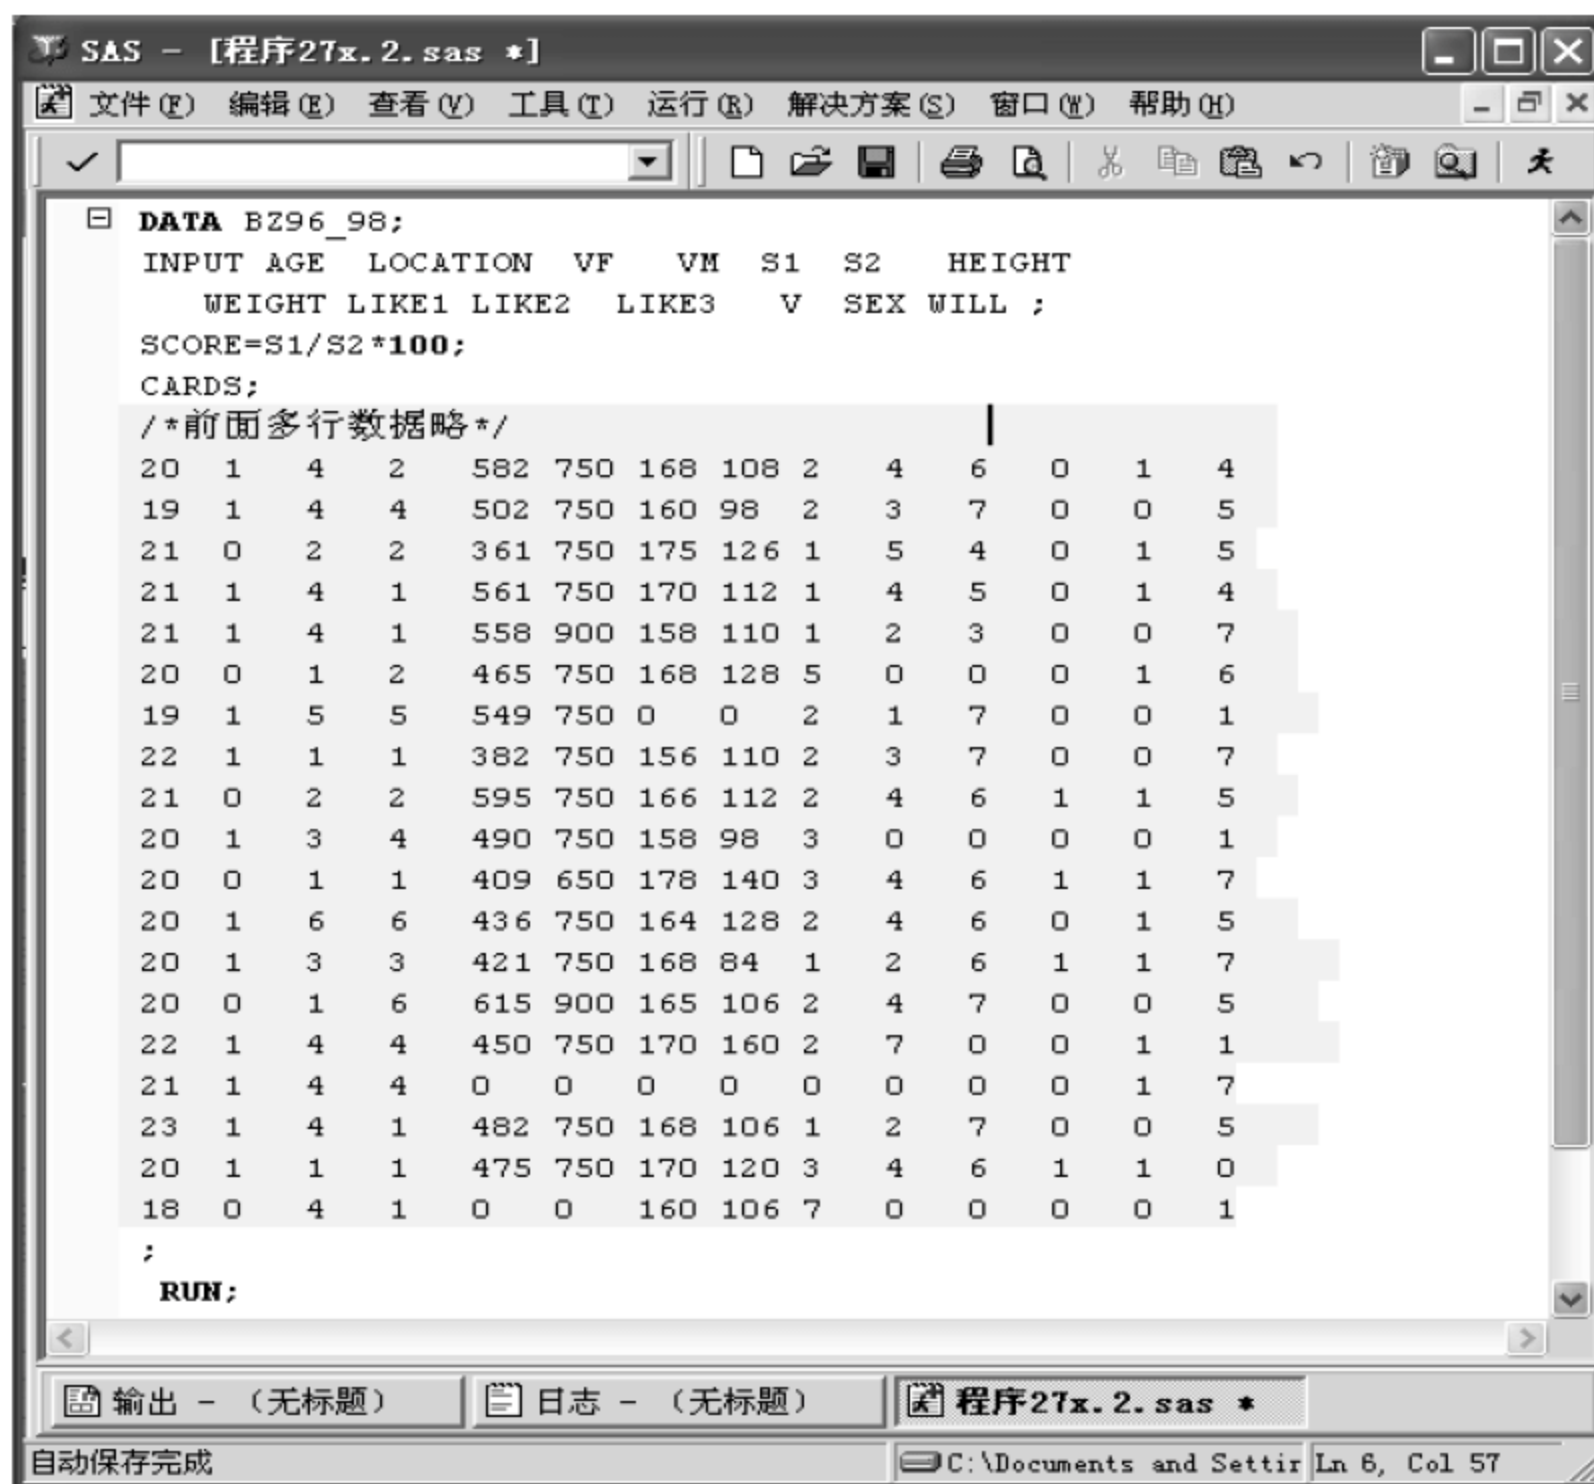 SAS - [程序27x.2.sas *]
文件(F) 编辑(E) 查看(V) 工具(T) 运行(R) 解决方案(S) 窗口(W) 帮助(H)
DATA BZ96_98;
INPUT AGE LOCATION VF VM S1 S2 HEIGHT
WEIGHT LIKE1 LIKE2 LIKE3 V SEX WILL ;
SCORE=S1/S2*100;
CARDS;
/*前面多行数据略*/
20 1 4 2 582 750 168 108 2 4 6 0 1 4
19 1 4 4 502 750 160 98 2 3 7 0 0 5
21 0 2 2 361 750 175 126 1 5 4 0 1 5
21 1 4 1 561 750 170 112 1 4 5 0 1 4
21 1 4 1 558 900 158 110 1 2 3 0 0 7
20 0 1 2 465 750 168 128 5 0 0 0 1 6
19 1 5 5 549 750 0 0 2 1 7 0 0 1
22 1 1 1 382 750 156 110 2 3 7 0 0 7
21 0 2 2 595 750 166 112 2 4 6 1 1 5
20 1 3 4 490 750 158 98 3 0 0 0 0 1
20 0 1 1 409 650 178 140 3 4 6 1 1 7
20 1 6 6 436 750 164 128 2 4 6 0 1 5
20 1 3 3 421 750 168 84 1 2 6 1 1 7
20 0 1 6 615 900 165 106 2 4 7 0 0 5
22 1 4 4 450 750 170 160 2 7 0 0 1 1
21 1 4 4 0 0 0 0 0 0 0 0 1 7
23 1 4 1 482 750 168 106 1 2 7 0 0 5
20 1 1 1 475 750 170 120 3 4 6 1 1 0
18 0 4 1 0 0 160 106 7 0 0 0 0 1
;
RUN;
输出 - (无标题) 日志 - (无标题) 程序27x.2.sas *
自动保存完成 C:\Documents and Settir Ln 6, Col 57